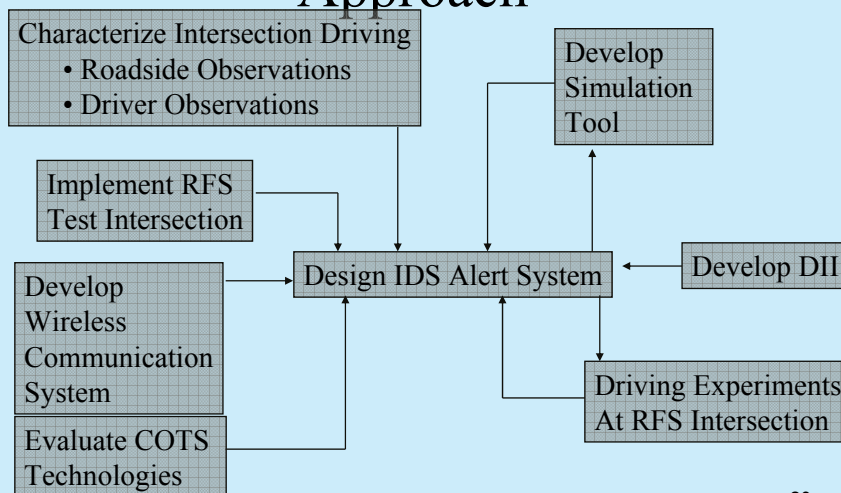 Approach
Characterize Intersection Driving
• Roadside Observations
• Driver Observations
Develop
Simulation
Tool
Implement RFS
Test Intersection
Design IDS Alert System
Develop DII
Develop
Wireless
Communication
System
Driving Experiments
At RFS Intersection
Evaluate COTS
Technologies